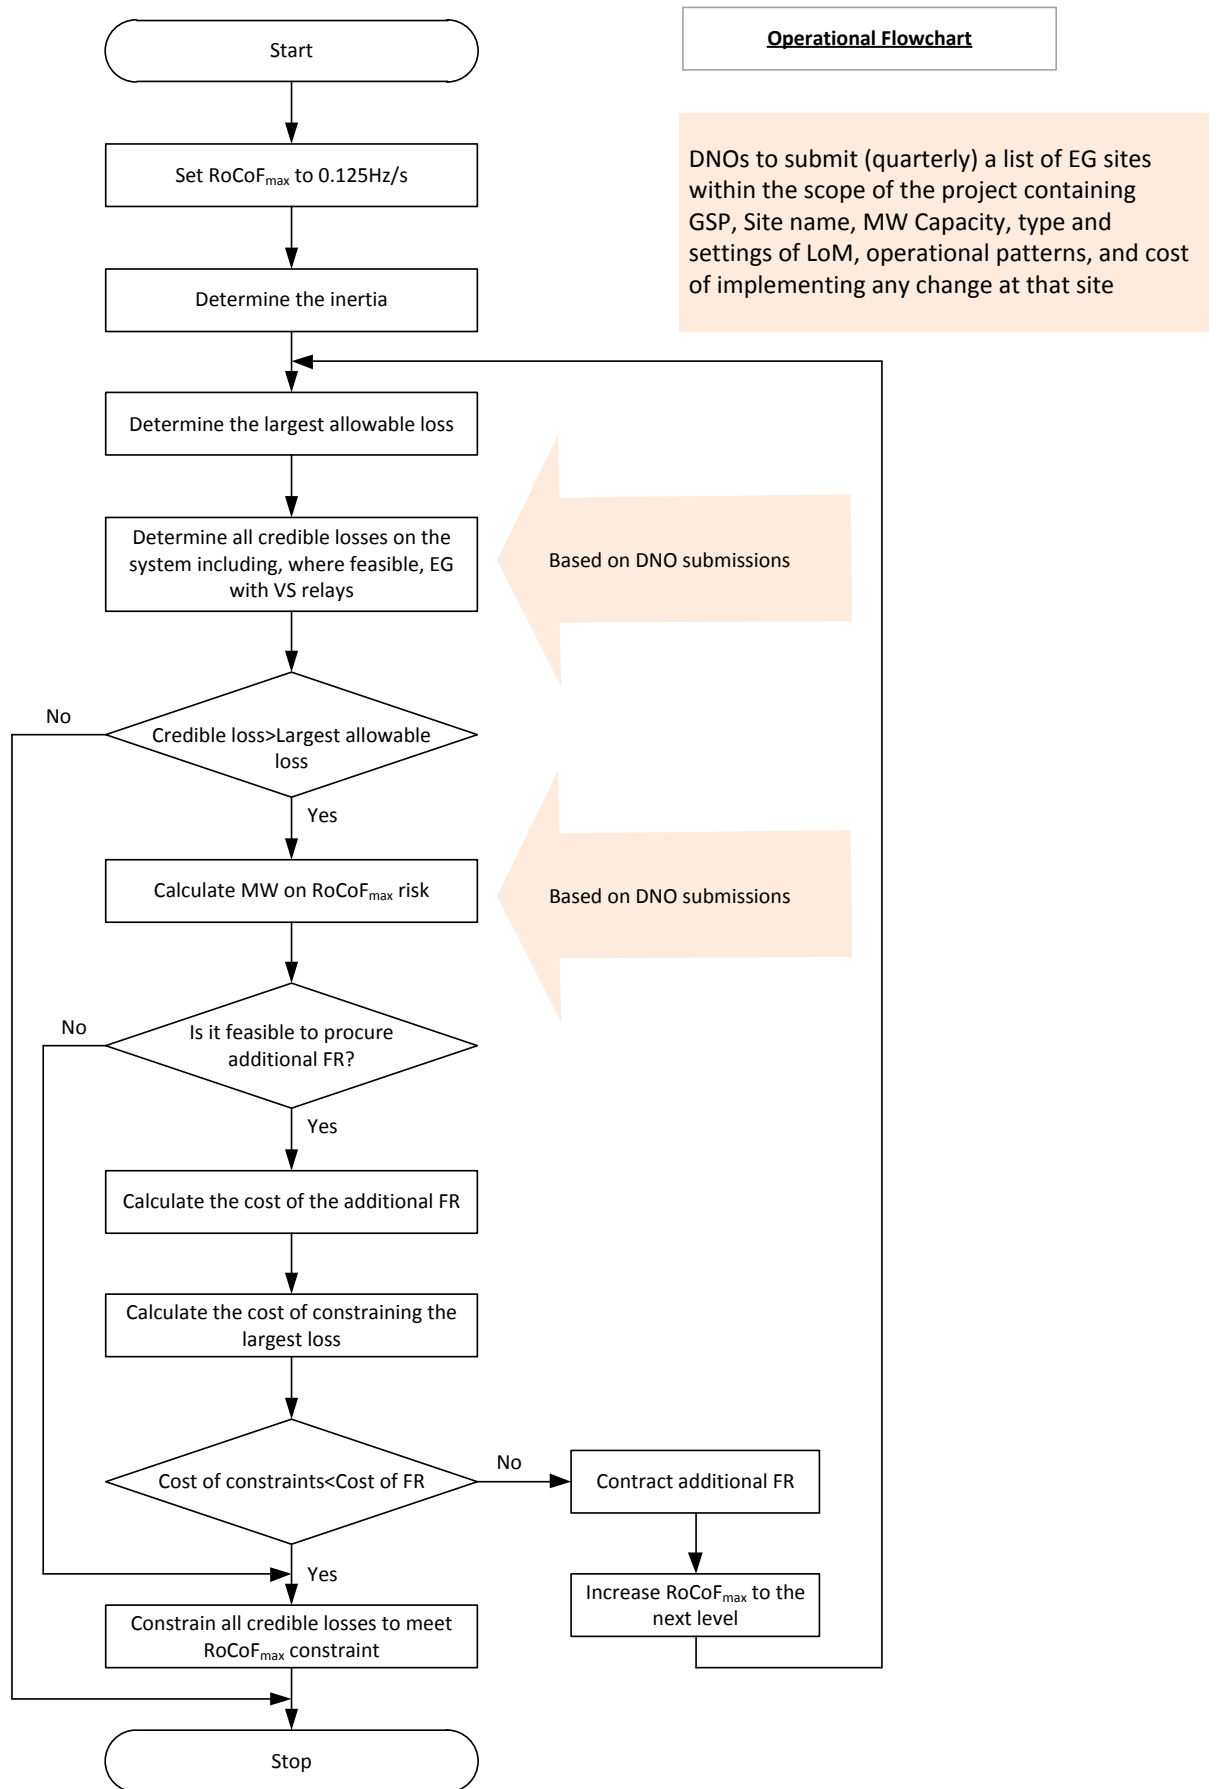 Start
Operational Flowchart
DNOs to submit (quarterly) a list of EG sites
within the scope of the project containing
GSP, Site name, MW Capacity, type and
settings of LoM, operational patterns, and cost
of implementing any change at that site
Set RoCoFmax to 0.125Hz/s
Determine the inertia
Determine the largest allowable loss
Determine all credible losses on the
system including, where feasible, EG
with VS relays
Based on DNO submissions
No
Credible loss>Largest allowable
loss
Yes
Calculate MW on RoCoFmax risk
Based on DNO submissions
No
Is it feasible to procure
additional FR?
Yes
Calculate the cost of the additional FR
Calculate the cost of constraining the
largest loss
Cost of constraints<Cost of FR
No
Contract additional FR
Yes
Increase RoCoFmax to the
next level
Constrain all credible losses to meet
RoCoFmax constraint
Stop